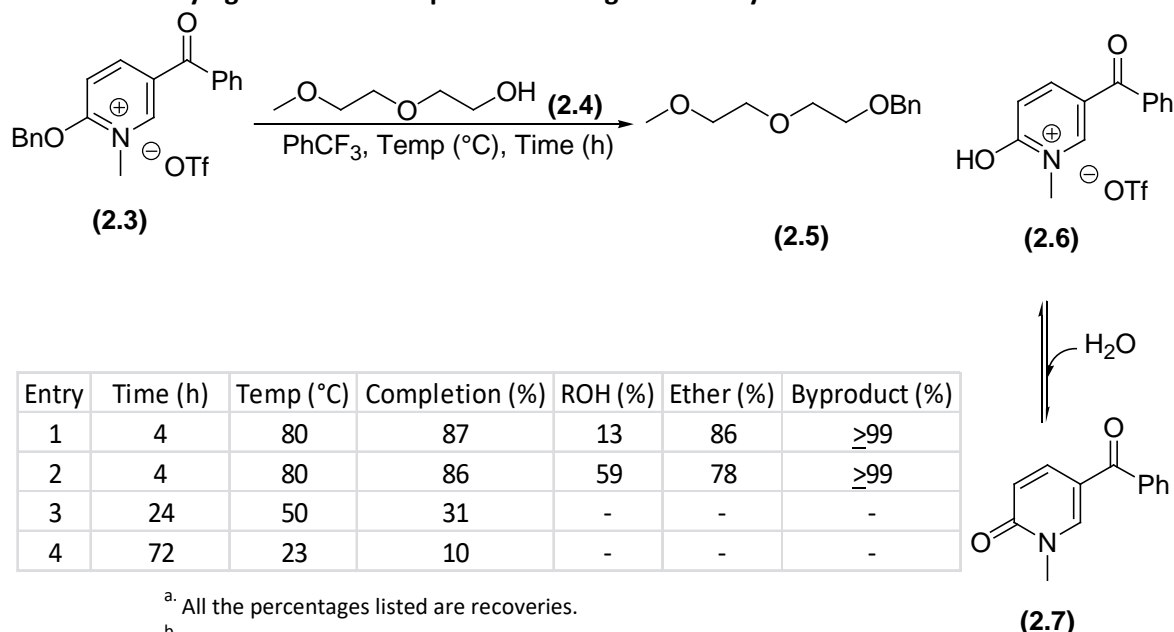 O
Ph
BnO
N
⊕
⊖ OTf
(2.3)
O
O
OH (2.4)
PhCF3, Temp (°C), Time (h)
O
O
OBn
(2.5)
O
Ph
HO
N
⊕
⊖ OTf
(2.6)
H2O
Entry Time (h) Temp (°C) Completion (%) ROH (%) Ether (%) Byproduct (%)
1 4 80 87 13 86 ≥99
2 4 80 86 59 78 ≥99
3 24 50 31 - - -
4 72 23 10 - - -
O
Ph
O
N
(2.7)
a. All the percentages listed are recoveries.